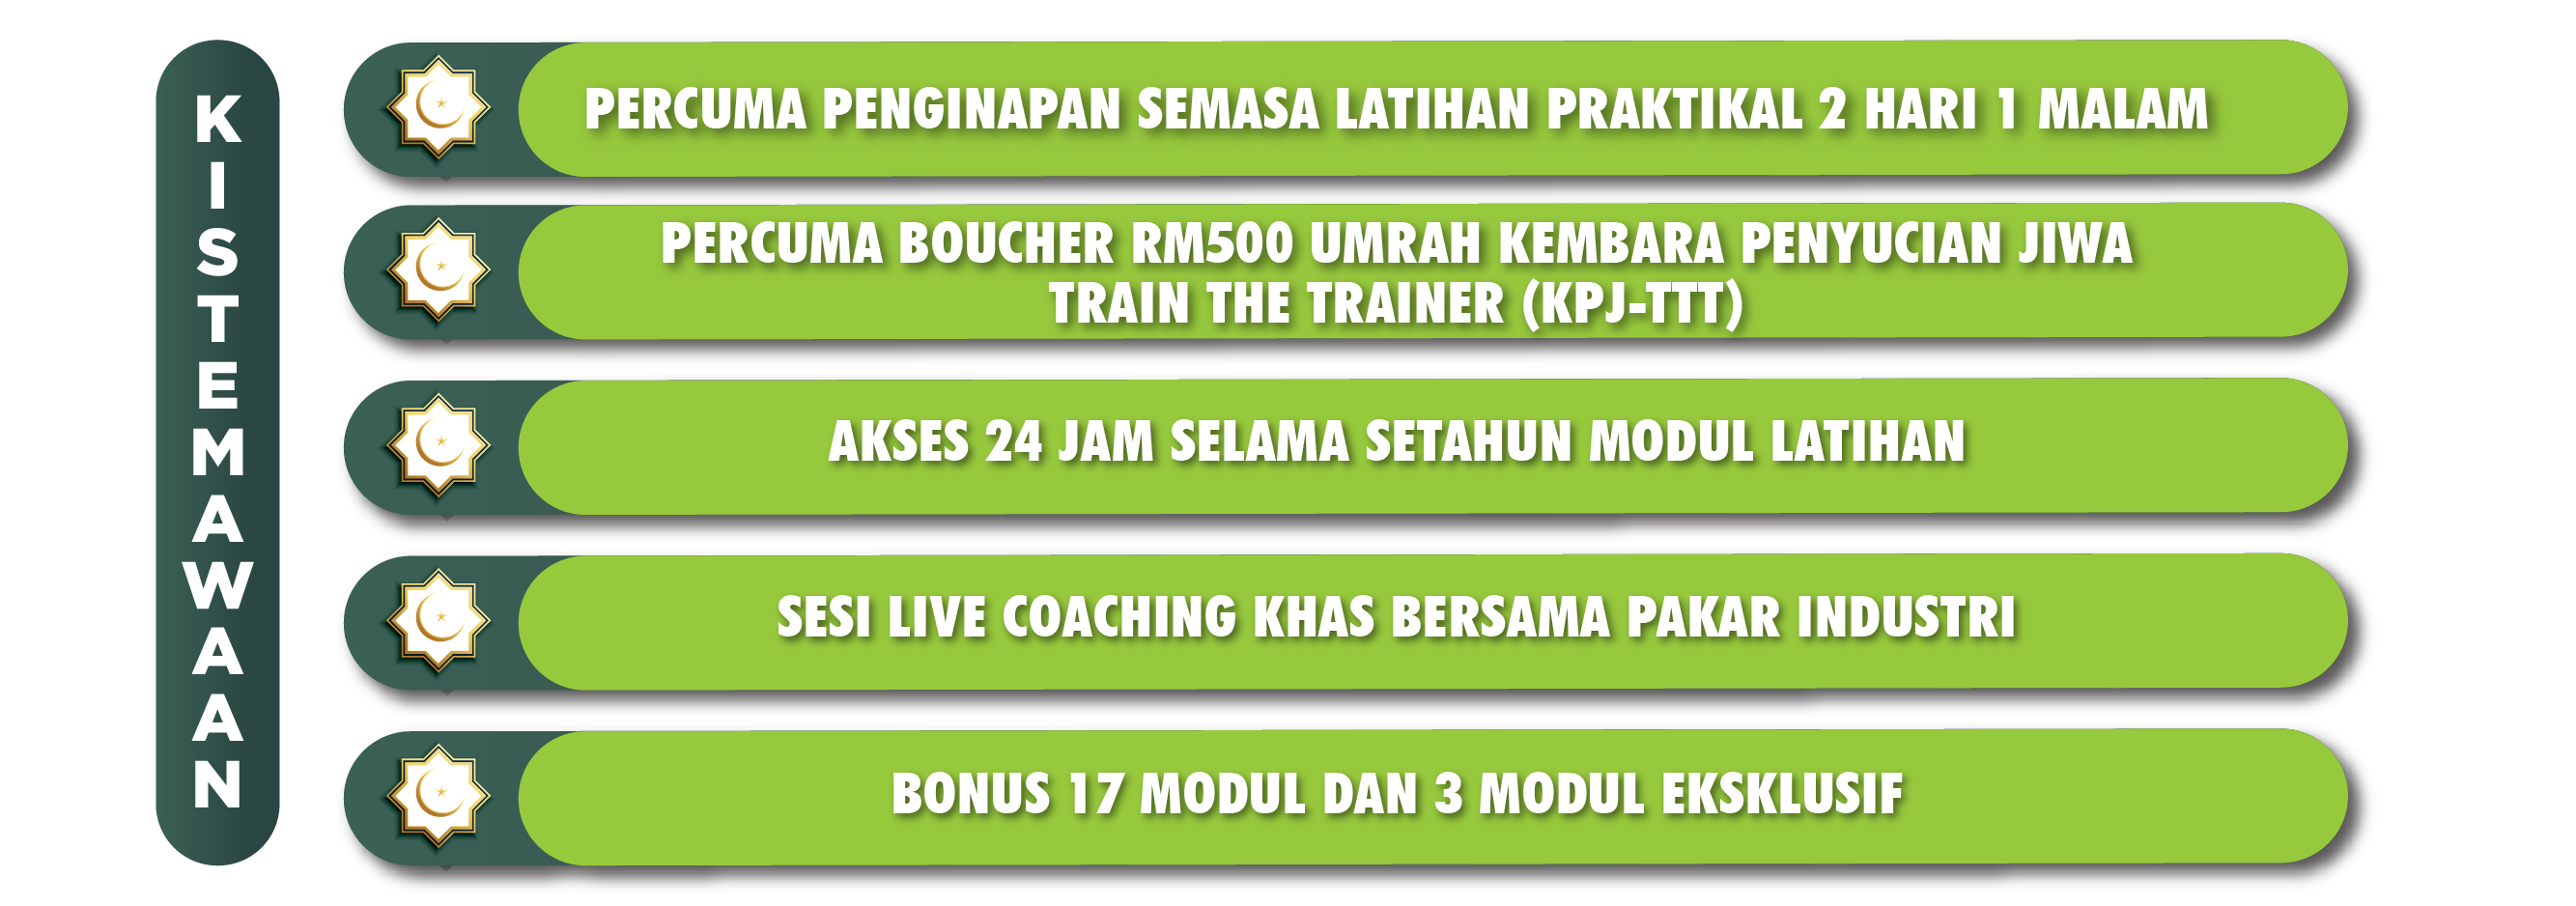 KISTEMAWAAN
PERCUMA PENGINAPAN SEMASA LATIHAN PRAKTIKAL 2 HARI 1 MALAM
PERCUMA BOUCHER RM500 UMRAH KEMBARA PENYUCIAN JIWA
TRAIN THE TRAINER (KPJ-TTT)
AKSES 24 JAM SELAMA SETAHUN MODUL LATIHAN
SESI LIVE COACHING KHAS BERSAMA PAKAR INDUSTRI
BONUS 17 MODUL DAN 3 MODUL EKSKLUSIF